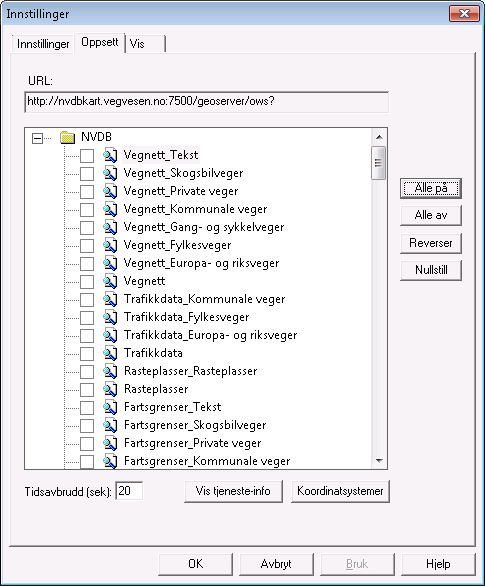 Innstillinger
Innstillinger
Oppsett
Vis
URL:
http://nvdbkart.vegvesen.no:7500/geoserver/ows?
NVDB
Vegnett_Tekst
Vegnett_Skogsbilveger
Vegnett_Private veger
Vegnett_Kommunale veger
Vegnett_Gang- og sykkelveger
Vegnett_Fylkesveger
Vegnett_Europa- og riksveger
Vegnett
Trafikkdata_Kommunale veger
Trafikkdata_Fylkesveger
Trafikkdata_Europa- og riksveger
Trafikkdata
Rasteplasser_Rasteplasser
Rasteplasser
Fartsgrenser_Tekst
Fartsgrenser_Skogsbilveger
Fartsgrenser_Private veger
Fartsgrenser_Kommunale veger
Alle på
Alle av
Reverser
Nullstill
Tidsavbrudd (sek): 20
Vis tjeneste-info
Koordinatsystemer
OK
Avbryt
Bruk
Hjelp